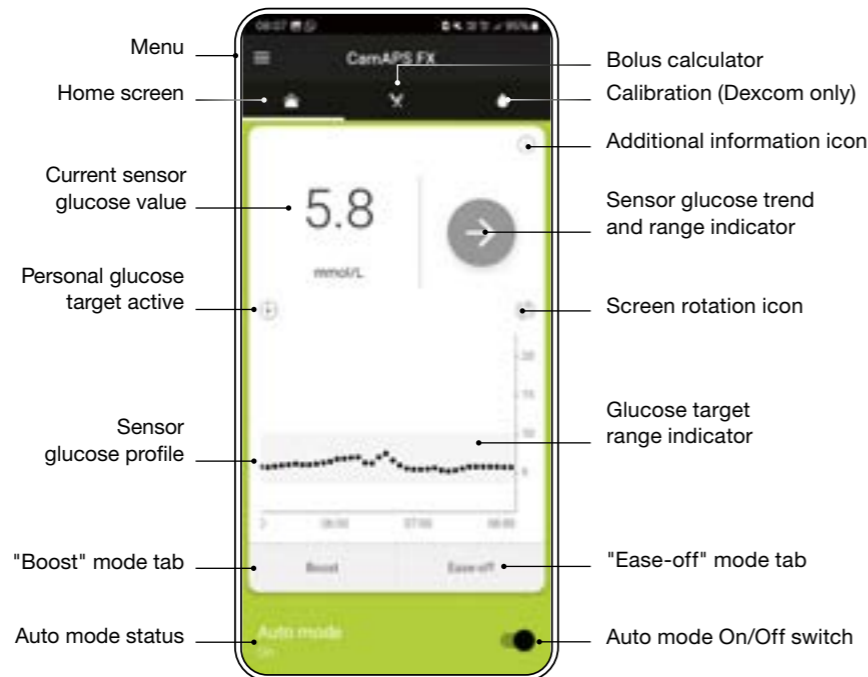 08:07
95%
Menu
CamAPS FX
Bolus calculator
Home screen
Calibration (Dexcom only)
Additional information icon
Current sensor
glucose value
5.8
mmol/L
Sensor glucose trend
and range indicator
Personal glucose
target active
Screen rotation icon
20
15
10
5
Glucose target
range indicator
Sensor
glucose profile
06:00
07:00
08:00
"Boost" mode tab
Boost
Ease-off
"Ease-off" mode tab
Auto mode status
Auto mode
On
Auto mode On/Off switch